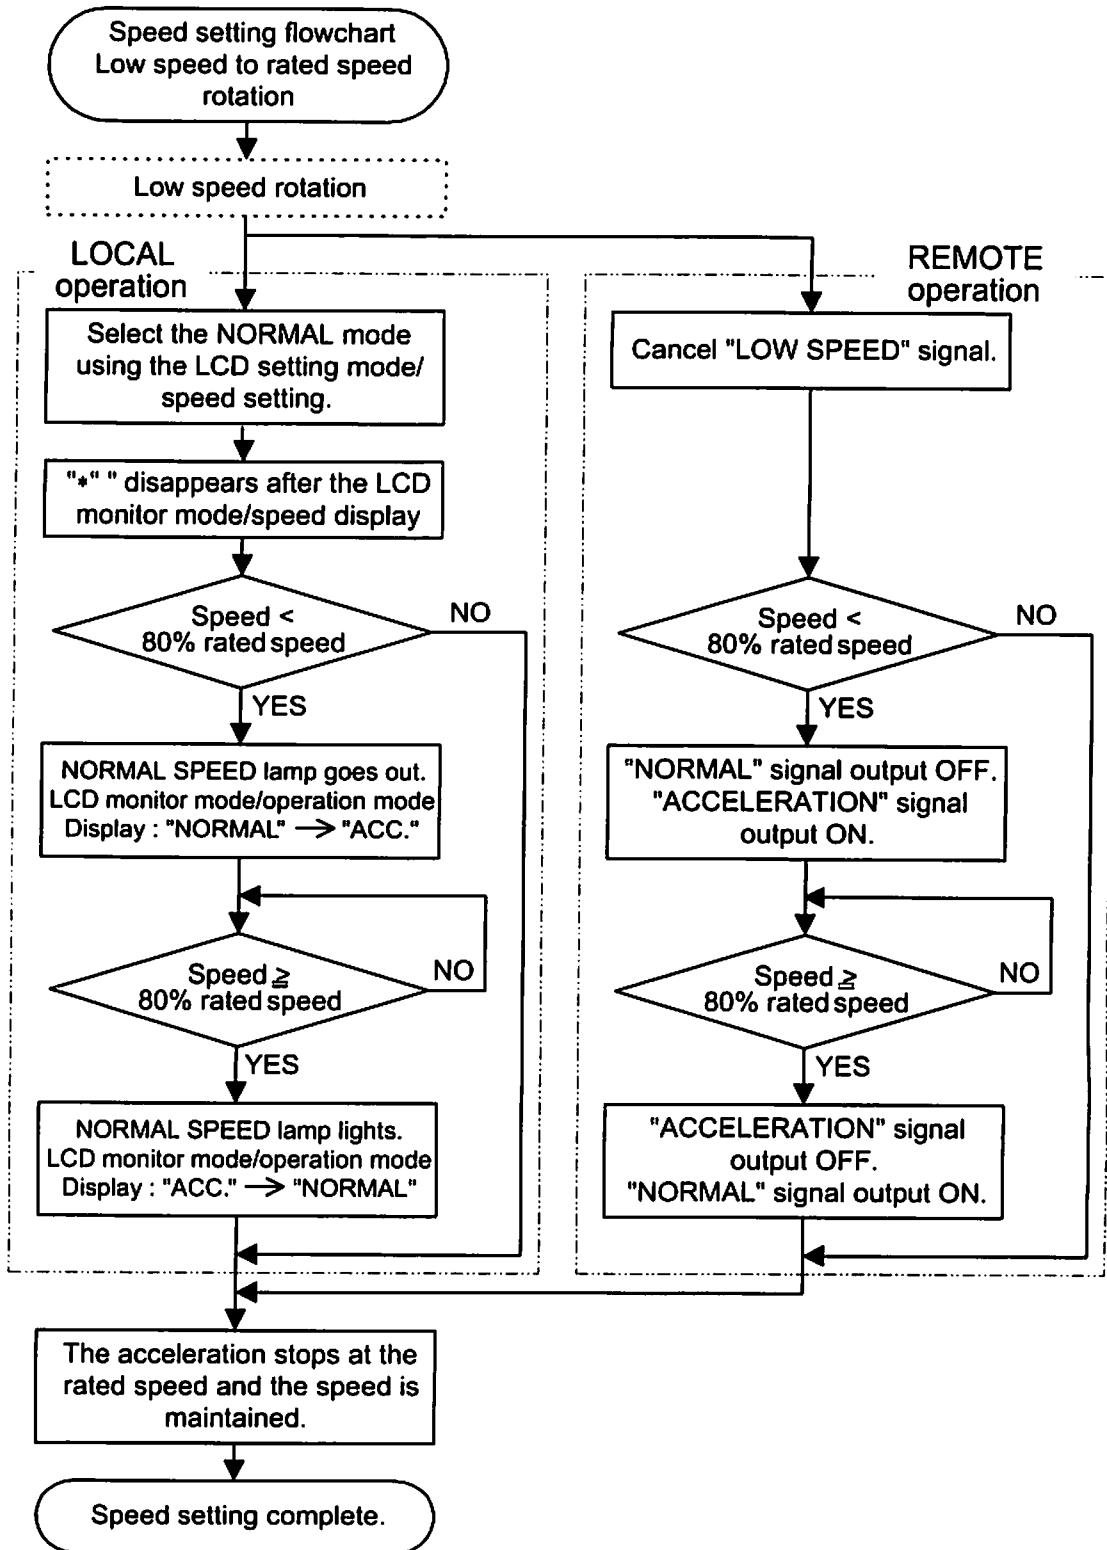 Speed setting flowchart
Low speed to rated speed
rotation
Low speed rotation
LOCAL
operation
Select the NORMAL mode
using the LCD setting mode/
speed setting.
"*" " disappears after the LCD
monitor mode/speed display
Speed <
80% rated speed
NO
YES
NORMAL SPEED lamp goes out.
LCD monitor mode/operation mode
Display : "NORMAL" → "ACC."
Speed ≧
80% rated speed
NO
YES
NORMAL SPEED lamp lights.
LCD monitor mode/operation mode
Display : "ACC." → "NORMAL"
REMOTE
operation
Cancel "LOW SPEED" signal.
Speed <
80% rated speed
NO
YES
"NORMAL" signal output OFF.
"ACCELERATION" signal
output ON.
Speed ≧
80% rated speed
NO
YES
"ACCELERATION" signal
output OFF.
"NORMAL" signal output ON.
The acceleration stops at the
rated speed and the speed is
maintained.
Speed setting complete.